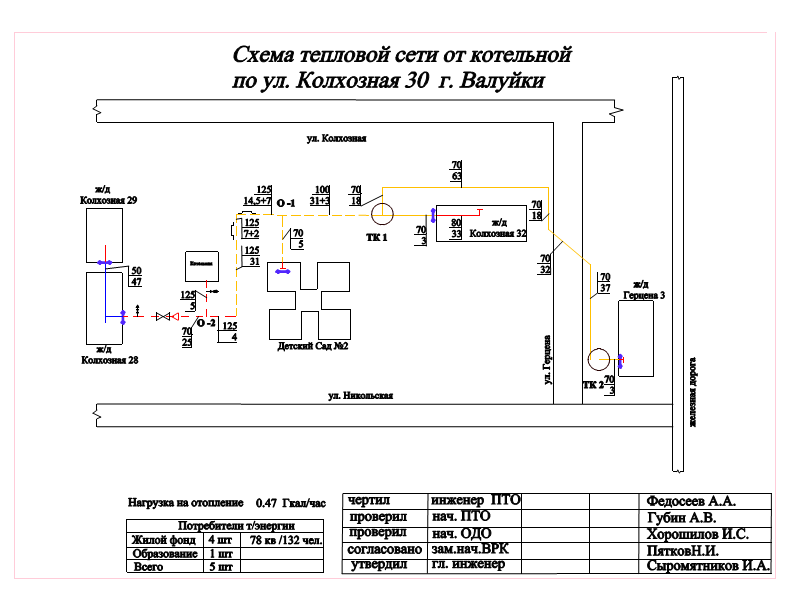 Схема тепловой сети от котельной
по ул. Колхозная 30 г. Валуйки
ул. Колхозная
70
63
ж/д
Колхозная 29
125
14,5+7
О -1
100
31+3
70
18
ТК 1
70
3
80
33
ж/д
Колхозная 32
70
18
125
7+2
70
5
125
31
Котельная
50
47
125
5
70
32
70
37
ж/д
Герцена 3
О -2
70
25
125
4
Детский Сад №2
ж/д
Колхозная 28
ул. Герцена
ТК 2
70
3
железная дорога
ул. Никольская
Нагрузка на отопление 0.47 Гкал/час
Потребители т/энергии
Жилой фонд 4 шт 78 кв /132 чел.
Образование 1 шт
Всего 5 шт
чертил инженер ПТО Федосеев А.А.
проверил нач. ПТО Губин А.В.
проверил нач. ОДО Хорошилов И.С.
согласовано зам.нач.ВРК ПятковН.И.
утвердил гл. инженер Сыромятников И.А.